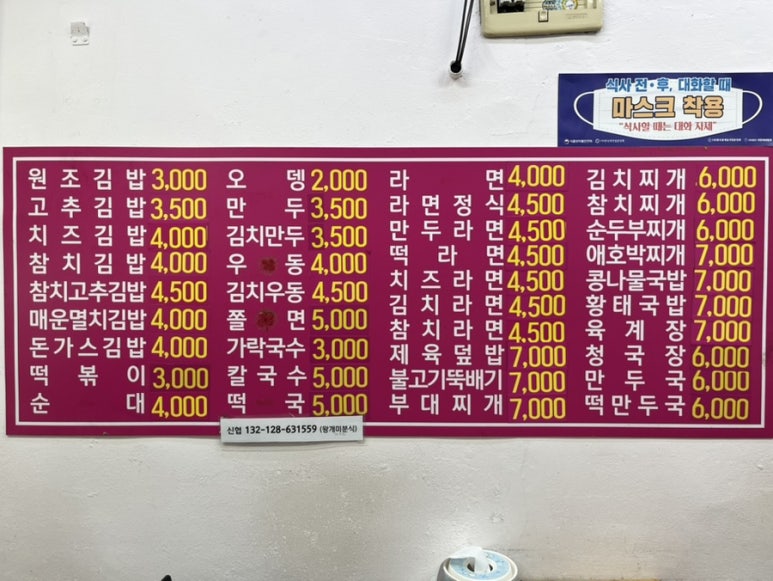 식사 전·후, 대화할 때
마스크 착용
"식사할 때는 대화 자제"
원조김밥 3,000
고추김밥 3,500
치즈김밥 4,000
참치김밥 4,000
참치고추김밥 4,500
매운멸치김밥 4,000
돈가스김밥 4,000
떡볶이 3,000
순대 4,000
오뎅 2,000
만두 3,500
김치만두 3,500
우동 4,000
김치우동 4,500
쫄면 5,000
가락국수 3,000
칼국수 5,000
떡국 5,000
라면 4,000
라면정식 4,500
만두라면 4,500
떡라면 4,500
치즈라면 4,500
김치라면 4,500
참치라면 4,500
제육덮밥 7,000
불고기뚝배기 7,000
부대찌개 7,000
김치찌개 6,000
참치찌개 6,000
순두부찌개 6,000
애호박찌개 7,000
콩나물국밥 7,000
황태국밥 7,000
육계장 7,000
청국장 6,000
만두국 6,000
떡만두국 6,000
신협 132-128-631559 (왕개미분식)